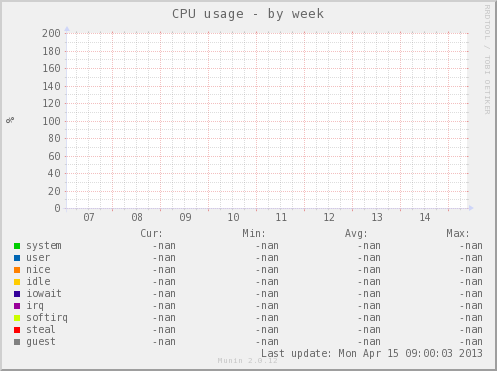 CPU usage - by week
RRDTOOL / TOBI OETIKER
%
200
180
160
140
120
100
80
60
40
20
0
07 08 09 10 11 12 13 14
Cur: Min: Avg: Max:
system -nan -nan -nan -nan
user -nan -nan -nan -nan
nice -nan -nan -nan -nan
idle -nan -nan -nan -nan
iowait -nan -nan -nan -nan
irq -nan -nan -nan -nan
softirq -nan -nan -nan -nan
steal -nan -nan -nan -nan
guest -nan -nan -nan -nan
Last update: Mon Apr 15 09:00:03 2013
Munin 2.0.12